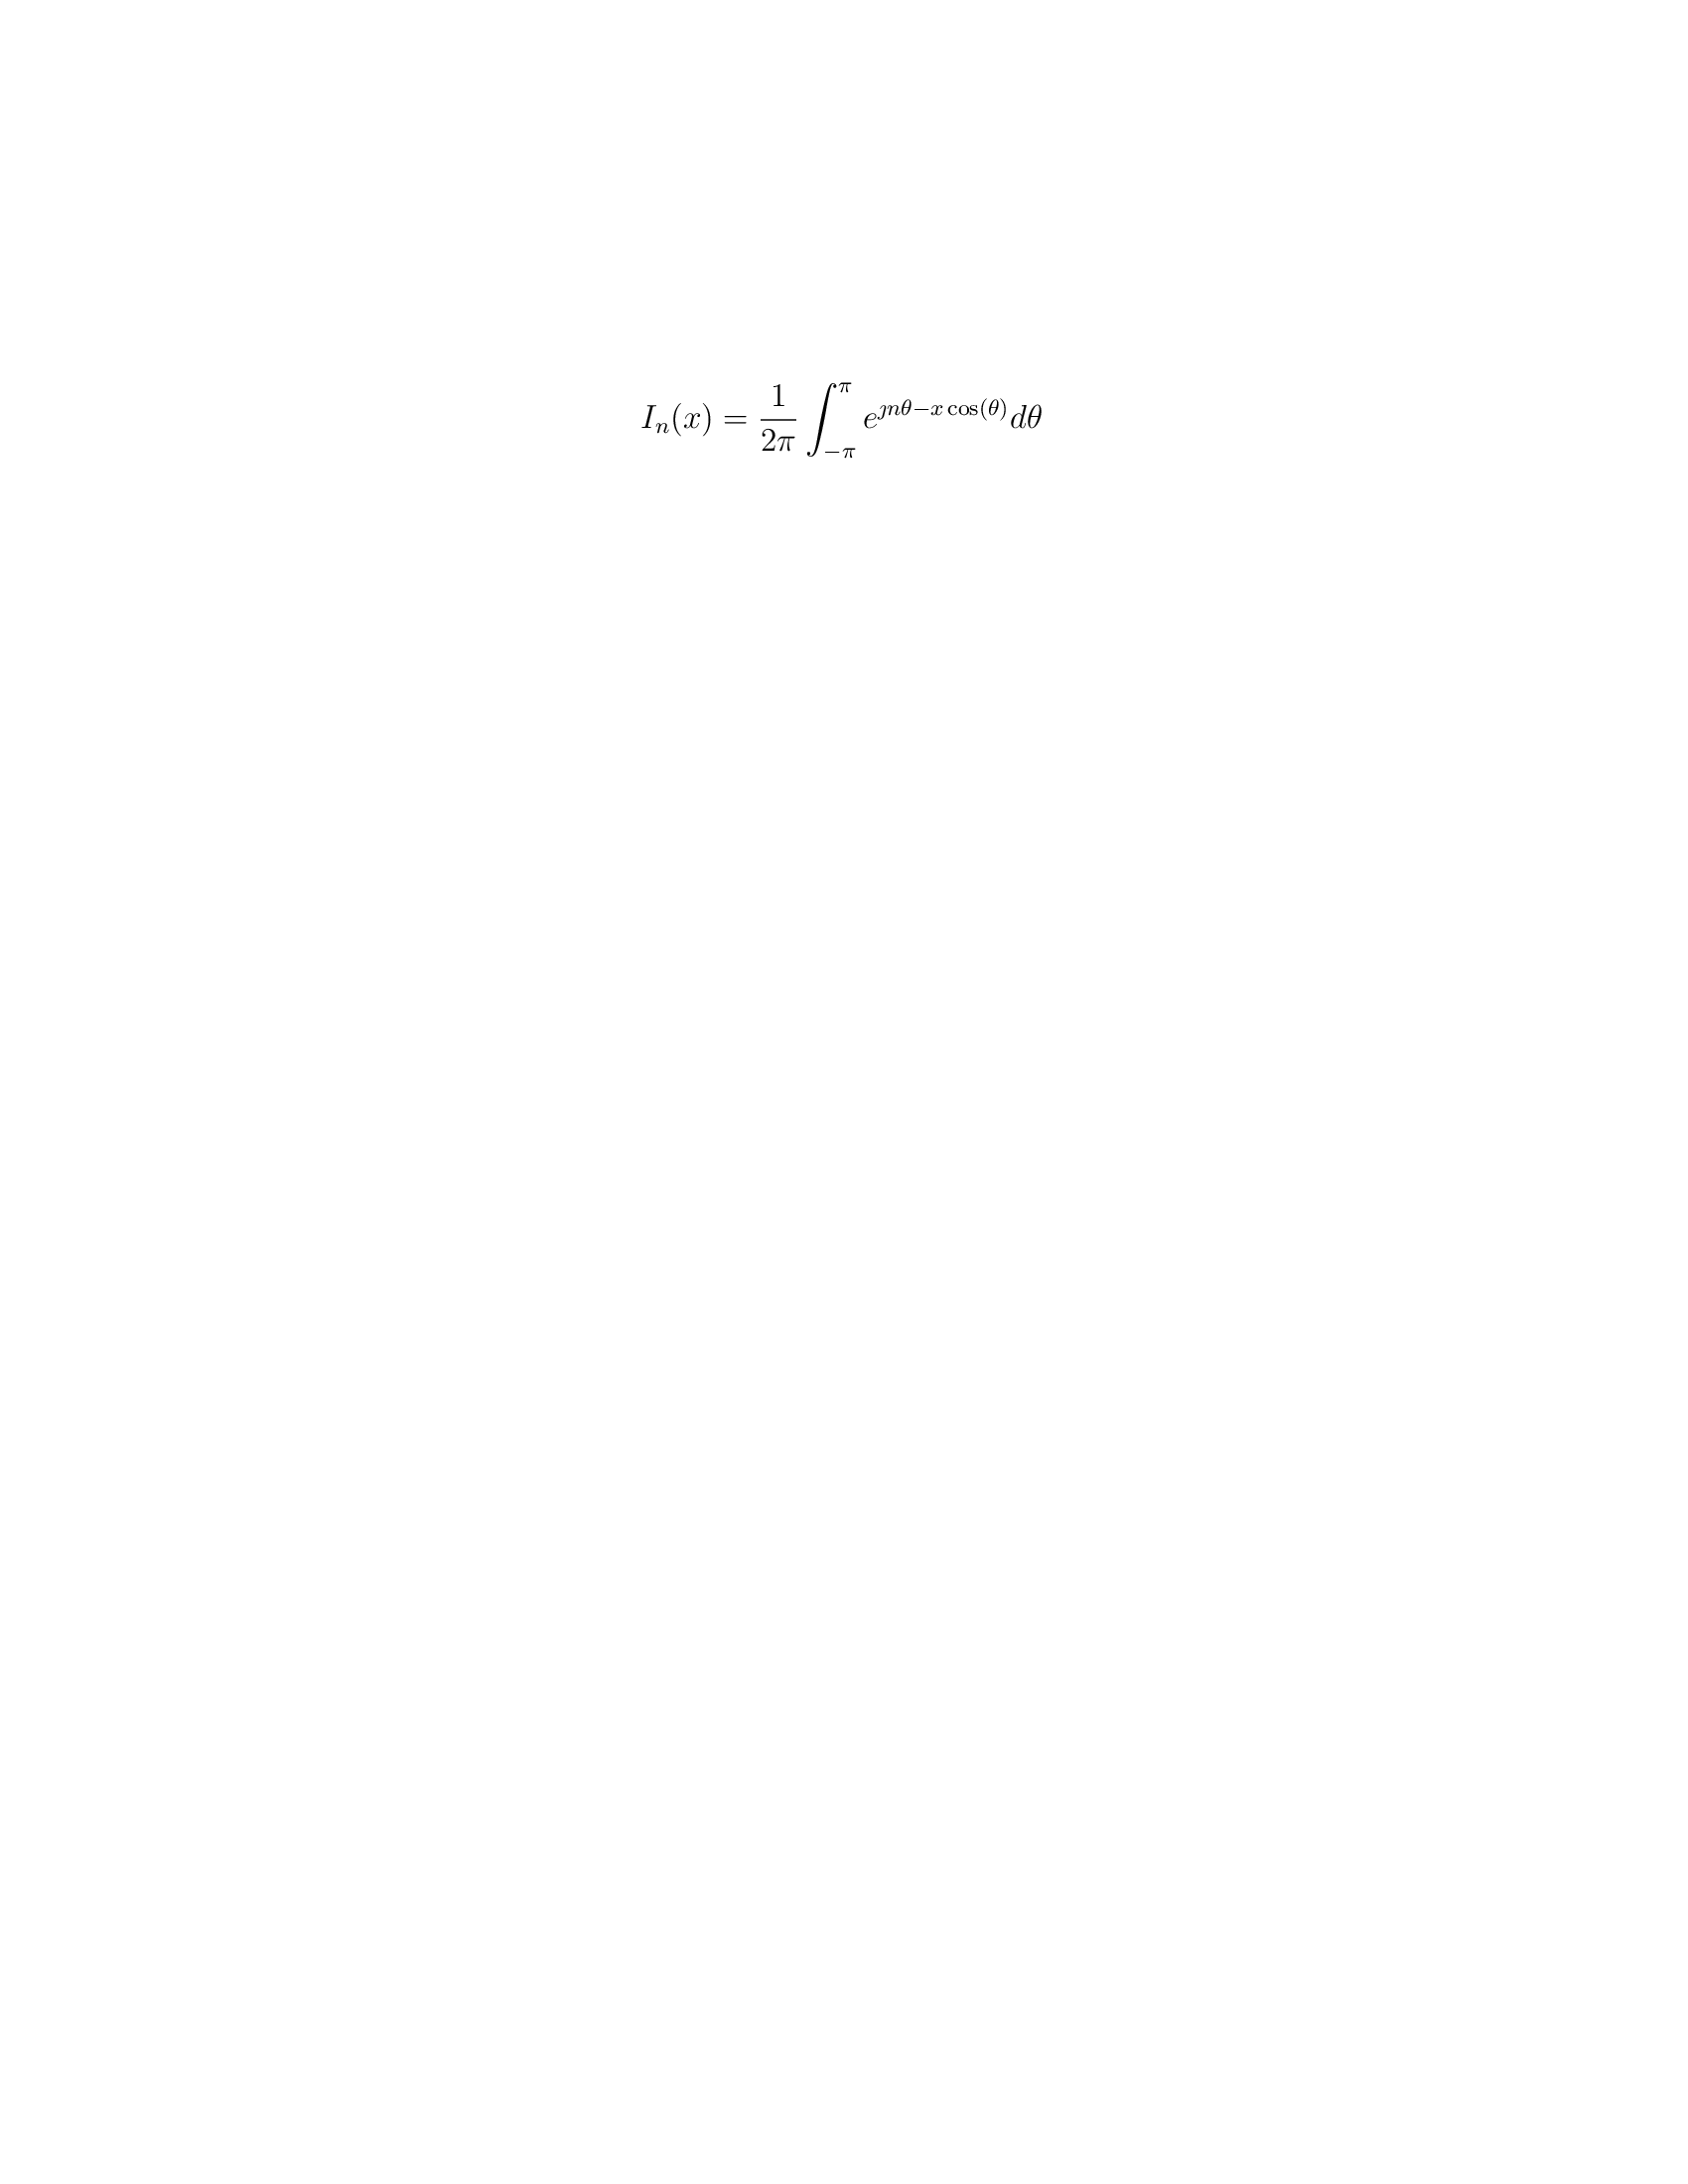 $I_n(x) = \frac{1}{2\pi} \int_{-\pi}^{\pi} e^{\jmath n\theta - x\cos(\theta)} d\theta$